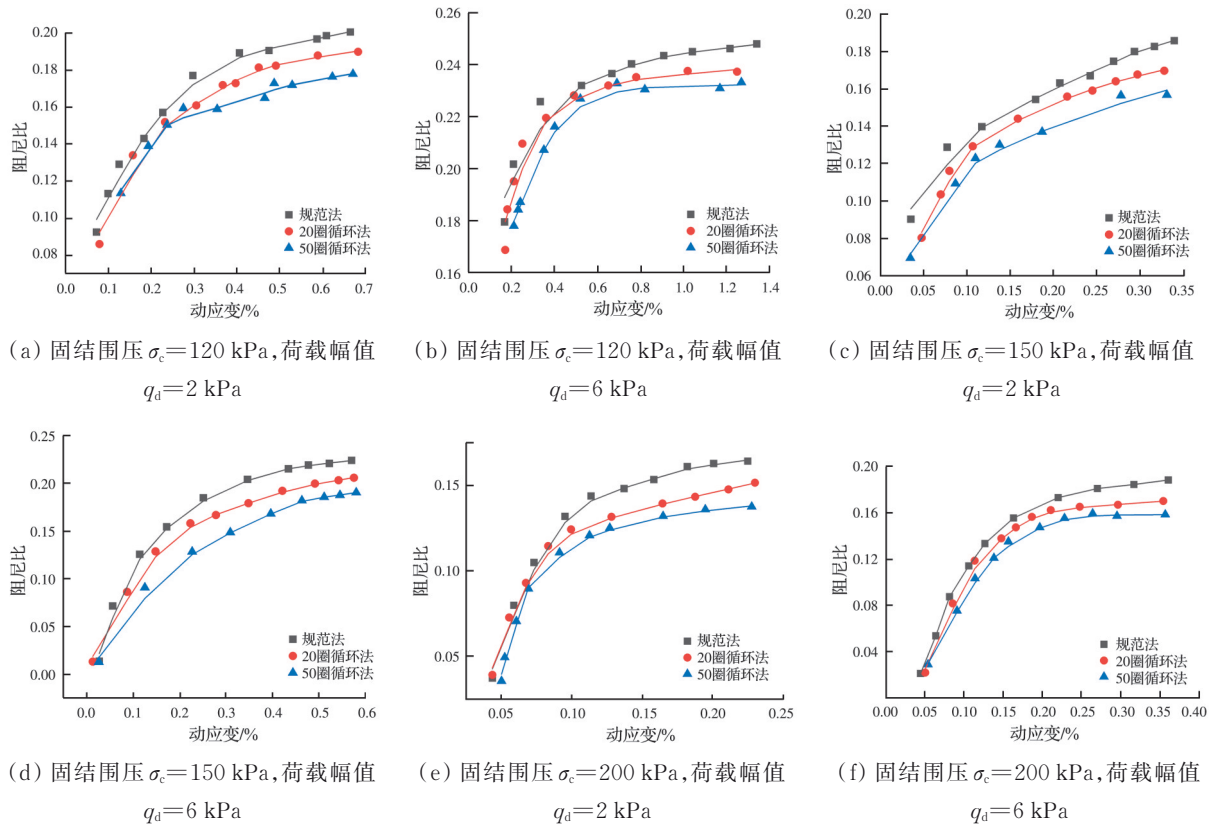 0.20
0.18
0.16
0.14
0.12
0.10
0.08
阻尼比
规范法
20圈循环法
50圈循环法
0.0 0.1 0.2 0.3 0.4 0.5 0.6 0.7
动应变/%
(a) 固结围压σc=120 kPa,荷载幅值
qd=2 kPa
0.26
0.24
0.22
0.20
0.18
0.16
阻尼比
规范法
20圈循环法
50圈循环法
0.2 0.4 0.6 0.8 1.0 1.2 1.4
动应变/%
(b) 固结围压σc=120 kPa,荷载幅值
qd=6 kPa
0.20
0.18
0.16
0.14
0.12
0.10
0.08
0.06
阻尼比
规范法
20圈循环法
50圈循环法
0.00 0.05 0.10 0.15 0.20 0.25 0.30 0.35
动应变/%
(c) 固结围压σc=150 kPa,荷载幅值
qd=2 kPa
0.25
0.20
0.15
0.10
0.05
0.00
阻尼比
规范法
20圈循环法
50圈循环法
0.0 0.1 0.2 0.3 0.4 0.5 0.6
动应变/%
(d) 固结围压σc=150 kPa,荷载幅值
qd=6 kPa
0.15
0.10
0.05
阻尼比
规范法
20圈循环法
50圈循环法
0.05 0.10 0.15 0.20 0.25
动应变/%
(e) 固结围压σc=200 kPa,荷载幅值
qd=2 kPa
0.20
0.16
0.12
0.08
0.04
阻尼比
规范法
20圈循环法
50圈循环法
0.00 0.05 0.10 0.15 0.20 0.25 0.30 0.35 0.40
动应变/%
(f) 固结围压σc=200 kPa,荷载幅值
qd=6 kPa